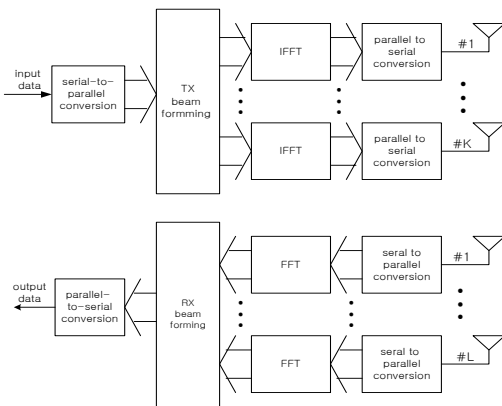 input
data
serial-to-
parallel
conversion
TX
beam
formming
IFFT
parallel to
serial
conversion
#1
IFFT
parallel to
serial
conversion
#K
output
data
parallel-
to-serial
conversion
RX
beam
forming
FFT
seral to
parallel
conversion
#1
FFT
seral to
parallel
conversion
#L